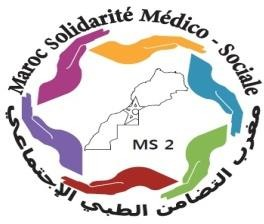 Maroc Solidarité Médico - Sociale
MS 2
مغرب التضامن الطبي الإجتماعي